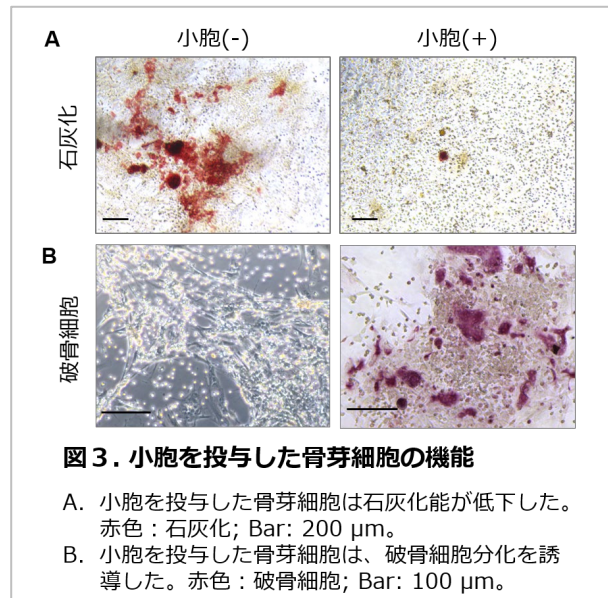 A
小胞(-)
小胞(+)
石灰化
B
破骨細胞
図３. 小胞を投与した骨芽細胞の機能
A. 小胞を投与した骨芽細胞は石灰化能が低下した。
赤色：石灰化; Bar: 200 μm。
B. 小胞を投与した骨芽細胞は、破骨細胞分化を誘
導した。赤色：破骨細胞; Bar: 100 μm。